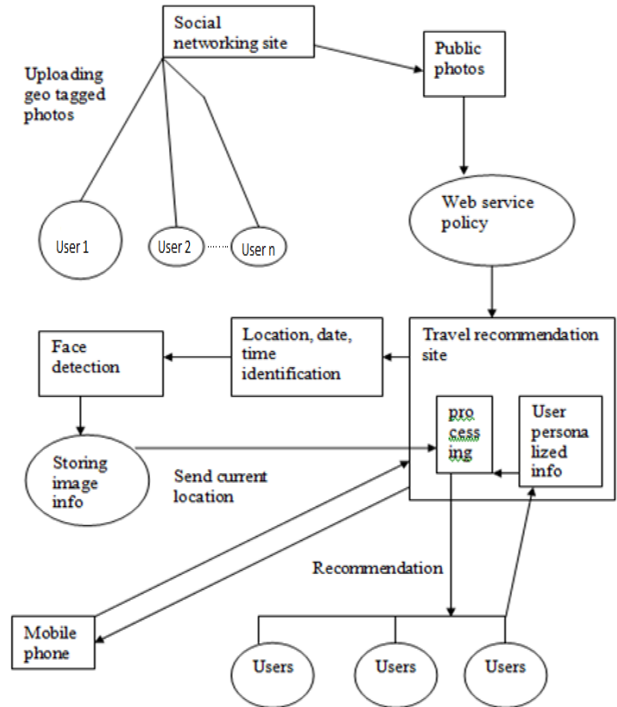 Social
networking site
Public
photos
Uploading
geo tagged
photos
Web service
policy
User 1
User 2
.......
User n
Travel recommendation
site
Location, date,
time
identification
Face
detection
pro
cess
ing
User
persona
lized
info
Storing
image
info
Send current
location
Recommendation
Mobile
phone
Users
Users
Users